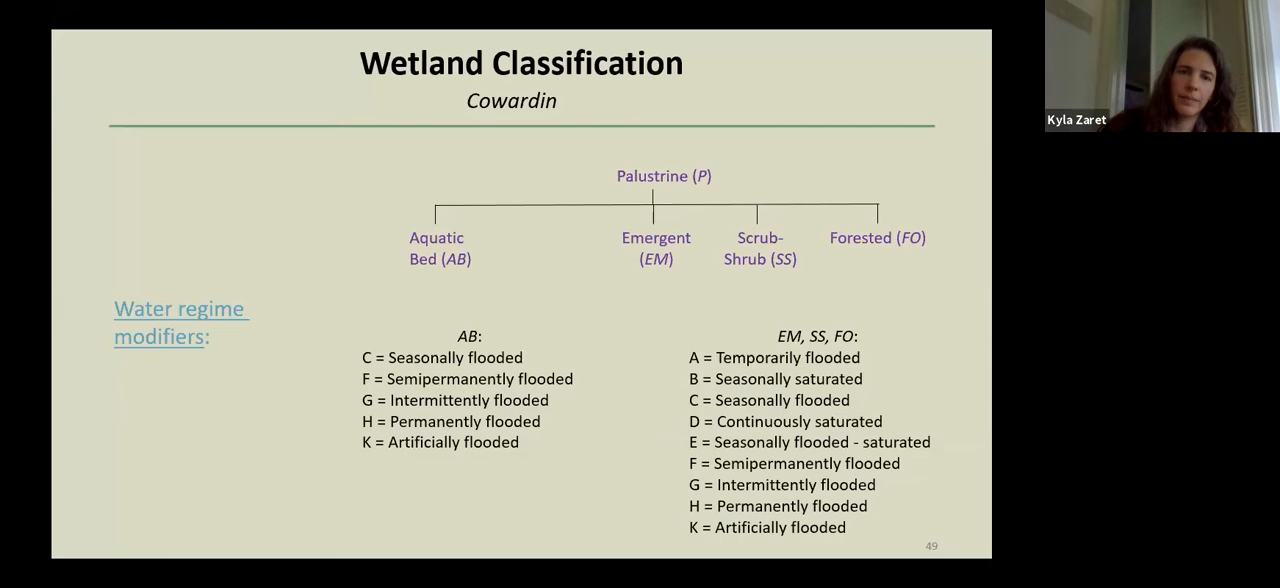 Wetland Classification
Cowardin
Kyla Zaret
Palustrine (P)
Aquatic
Bed (AB)
Emergent
(EM)
Scrub-
Shrub (SS)
Forested (FO)
Water regime
modifiers:
AB:
C = Seasonally flooded
F = Semipermanently flooded
G = Intermittently flooded
H = Permanently flooded
K = Artificially flooded
EM, SS, FO:
A = Temporarily flooded
B = Seasonally saturated
C = Seasonally flooded
D = Continuously saturated
E = Seasonally flooded - saturated
F = Semipermanently flooded
G = Intermittently flooded
H = Permanently flooded
K = Artificially flooded
49